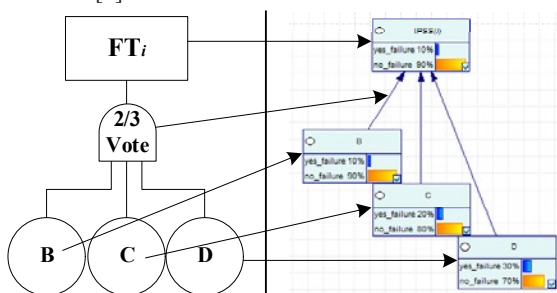 FTi
2/3
Vote
B
C
D
IPSS(i)
yes_failure 10%
no_failure 90%
B
yes_failure 10%
no_failure 90%
C
yes_failure 20%
no_failure 80%
D
yes_failure 30%
no_failure 70%